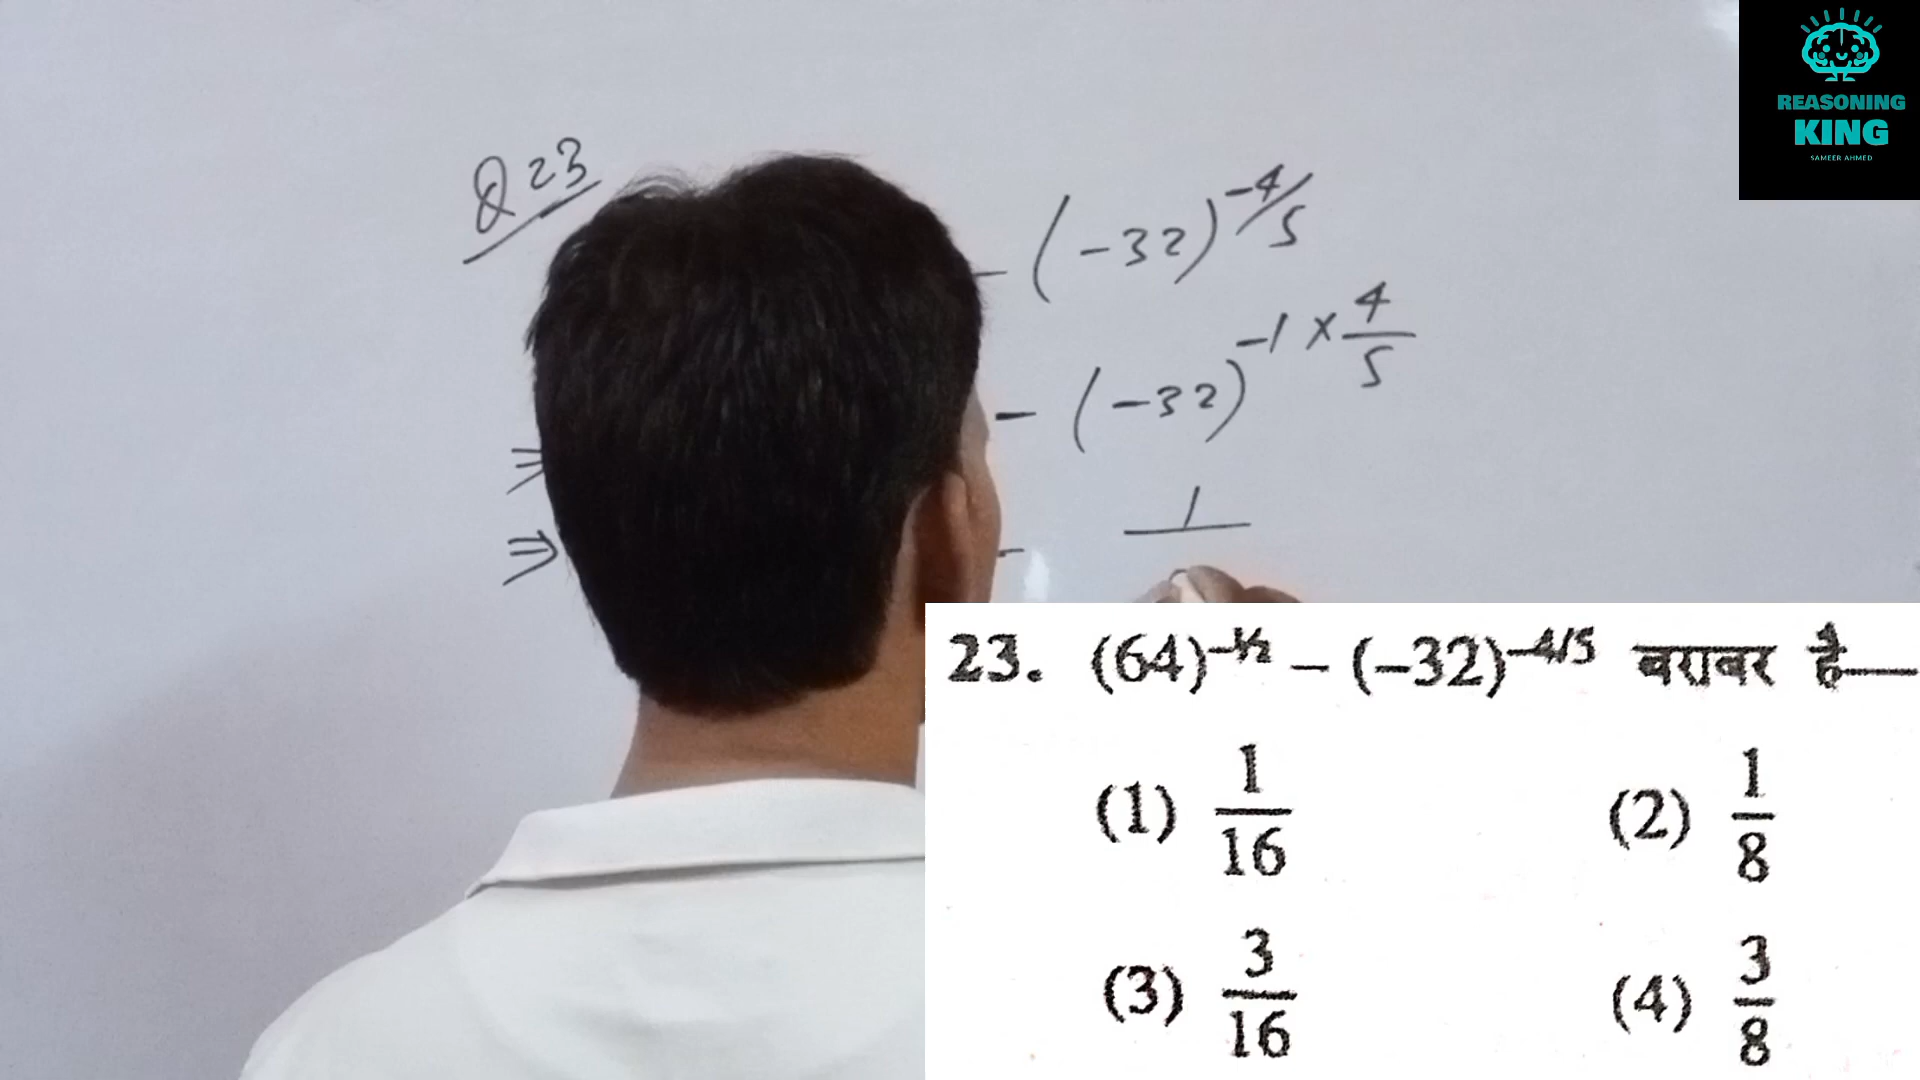 REASONING
KING
SAMEER AHMED
Q 23
- (-32)^{-4/5}
⇒ - (-32)^{-1 × 4/5}
⇒ - 1
23. (64)^{-1/2} – (–32)^{-4/5} बराबर है—
(1) 1/16 (2) 1/8
(3) 3/16 (4) 3/8